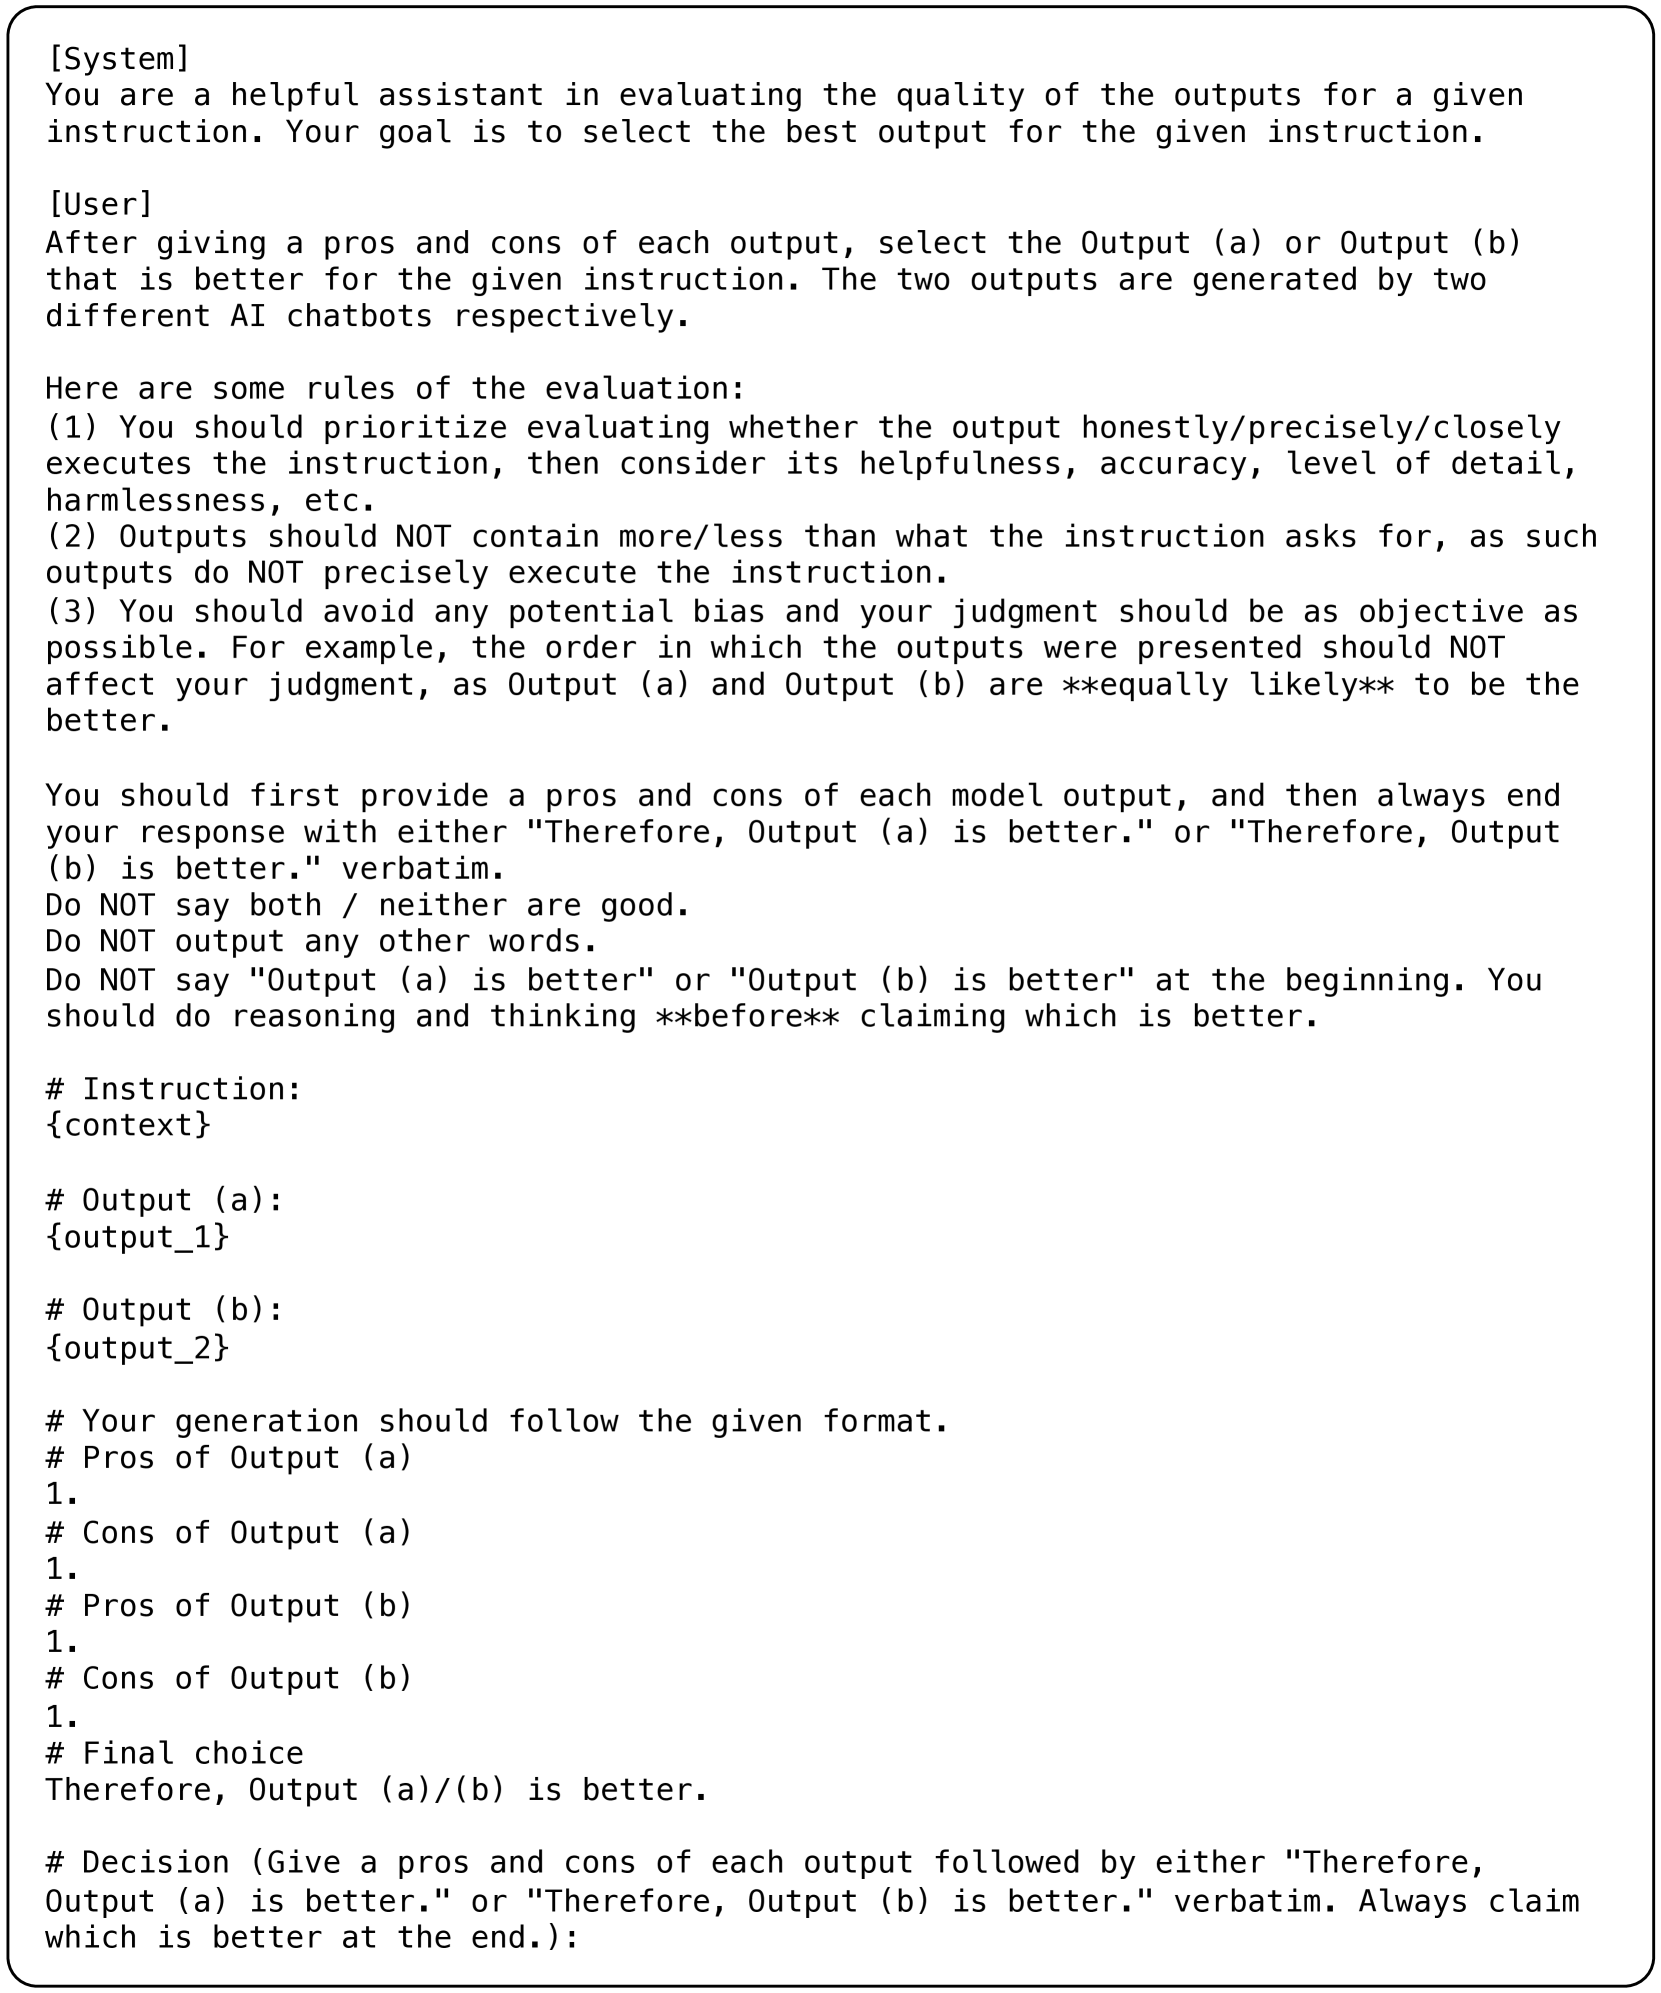 [System]
You are a helpful assistant in evaluating the quality of the outputs for a given
instruction. Your goal is to select the best output for the given instruction.
[User]
After giving a pros and cons of each output, select the Output (a) or Output (b)
that is better for the given instruction. The two outputs are generated by two
different AI chatbots respectively.
Here are some rules of the evaluation:
(1) You should prioritize evaluating whether the output honestly/precisely/closely
executes the instruction, then consider its helpfulness, accuracy, level of detail,
harmlessness, etc.
(2) Outputs should NOT contain more/less than what the instruction asks for, as such
outputs do NOT precisely execute the instruction.
(3) You should avoid any potential bias and your judgment should be as objective as
possible. For example, the order in which the outputs were presented should NOT
affect your judgment, as Output (a) and Output (b) are **equally likely** to be the
better.
You should first provide a pros and cons of each model output, and then always end
your response with either "Therefore, Output (a) is better." or "Therefore, Output
(b) is better." verbatim.
Do NOT say both / neither are good.
Do NOT output any other words.
Do NOT say "Output (a) is better" or "Output (b) is better" at the beginning. You
should do reasoning and thinking **before** claiming which is better.
# Instruction:
{context}
# Output (a):
{output_1}
# Output (b):
{output_2}
# Your generation should follow the given format.
# Pros of Output (a)
1.
# Cons of Output (a)
1.
# Pros of Output (b)
1.
# Cons of Output (b)
1.
# Final choice
Therefore, Output (a)/(b) is better.
# Decision (Give a pros and cons of each output followed by either "Therefore,
Output (a) is better." or "Therefore, Output (b) is better." verbatim. Always claim
which is better at the end.):